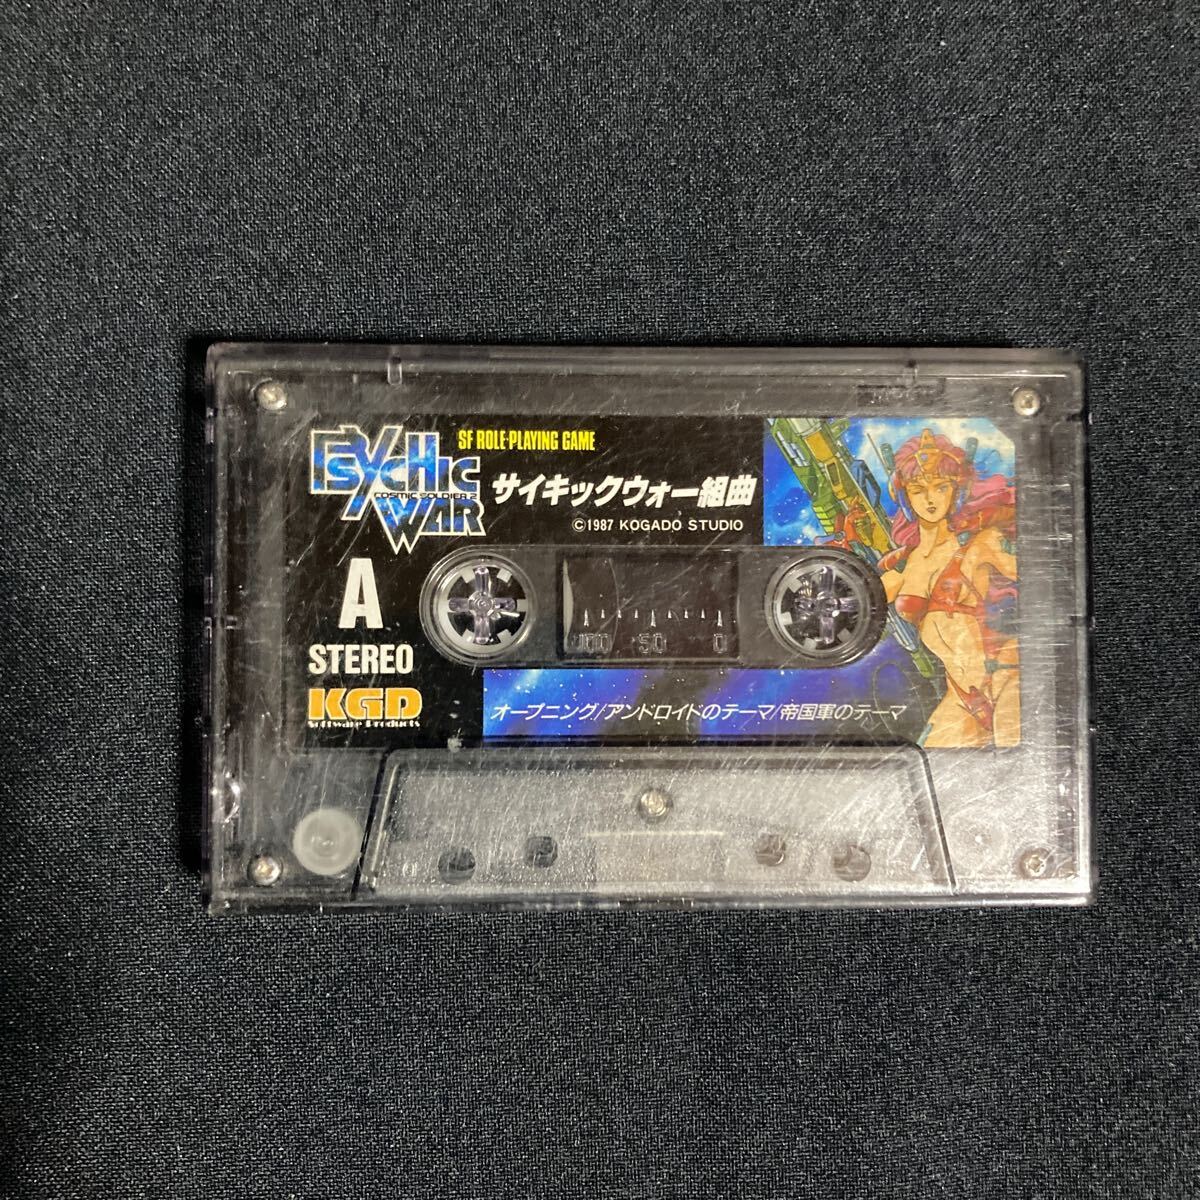 SF ROLE-PLAYING GAME
PSYCHIC
COSMIC SOLDIER 2
WAR
サイキックウォー組曲
©1987 KOGADO STUDIO
A
STEREO
100 50 0
KGD
Software Products
オープニング/アンドロイドのテーマ/帝国軍のテーマ